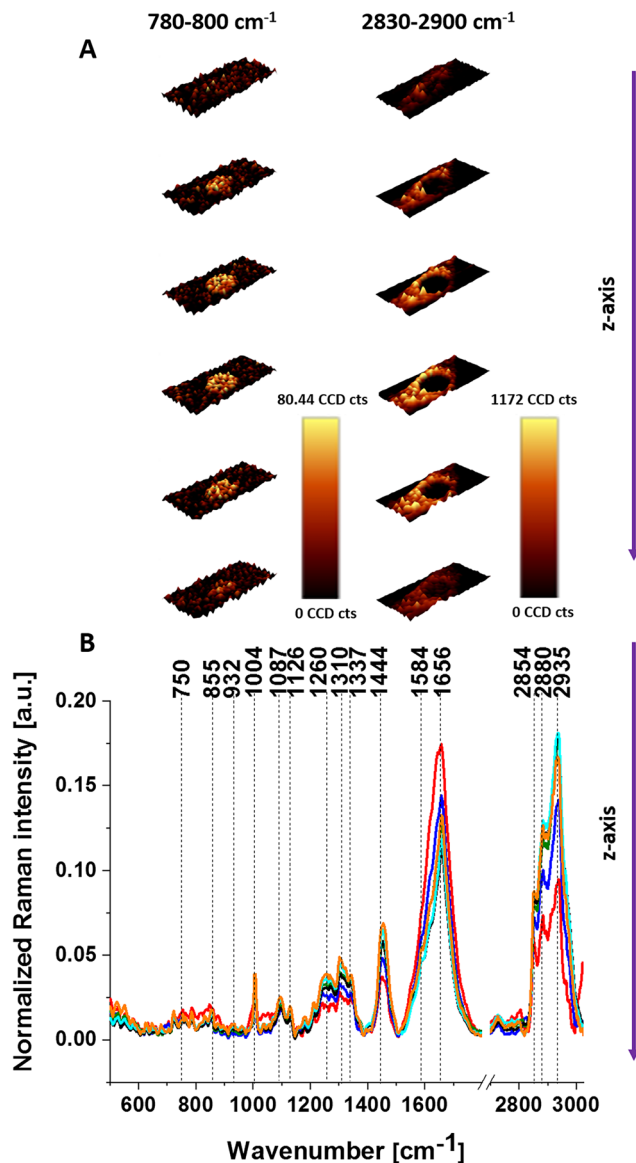 780-800 cm⁻¹ 2830-2900 cm⁻¹
A
z-axis
80.44 CCD cts 1172 CCD cts
0 CCD cts 0 CCD cts
B
750 855 932 1004 1087 1126 1260 1310 1337 1444 1584 1656 2854 2880 2935
Normalized Raman intensity [a.u.]
0.20
0.15
0.10
0.05
0.00
z-axis
600 800 1000 1200 1400 1600 2800 3000
Wavenumber [cm⁻¹]